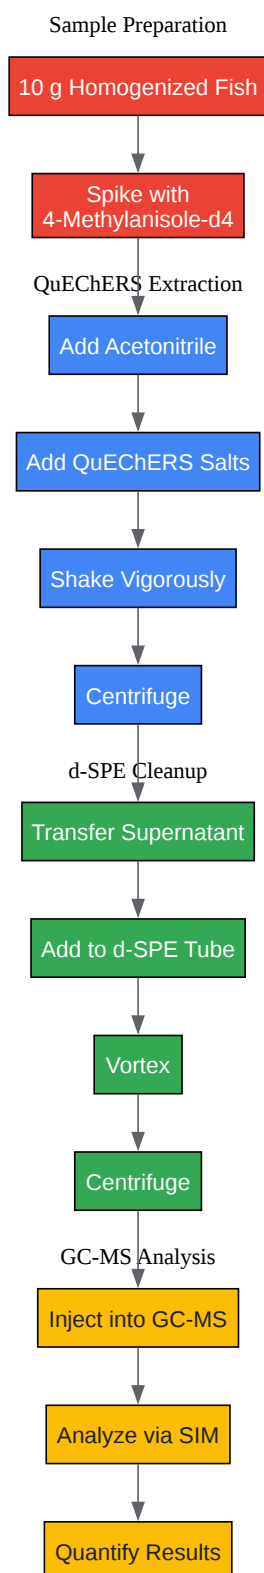 Sample Preparation
10 g Homogenized Fish
Spike with
4-Methylanisole-d4
QuEChERS Extraction
Add Acetonitrile
Add QuEChERS Salts
Shake Vigorously
Centrifuge
d-SPE Cleanup
Transfer Supernatant
Add to d-SPE Tube
Vortex
Centrifuge
GC-MS Analysis
Inject into GC-MS
Analyze via SIM
Quantify Results